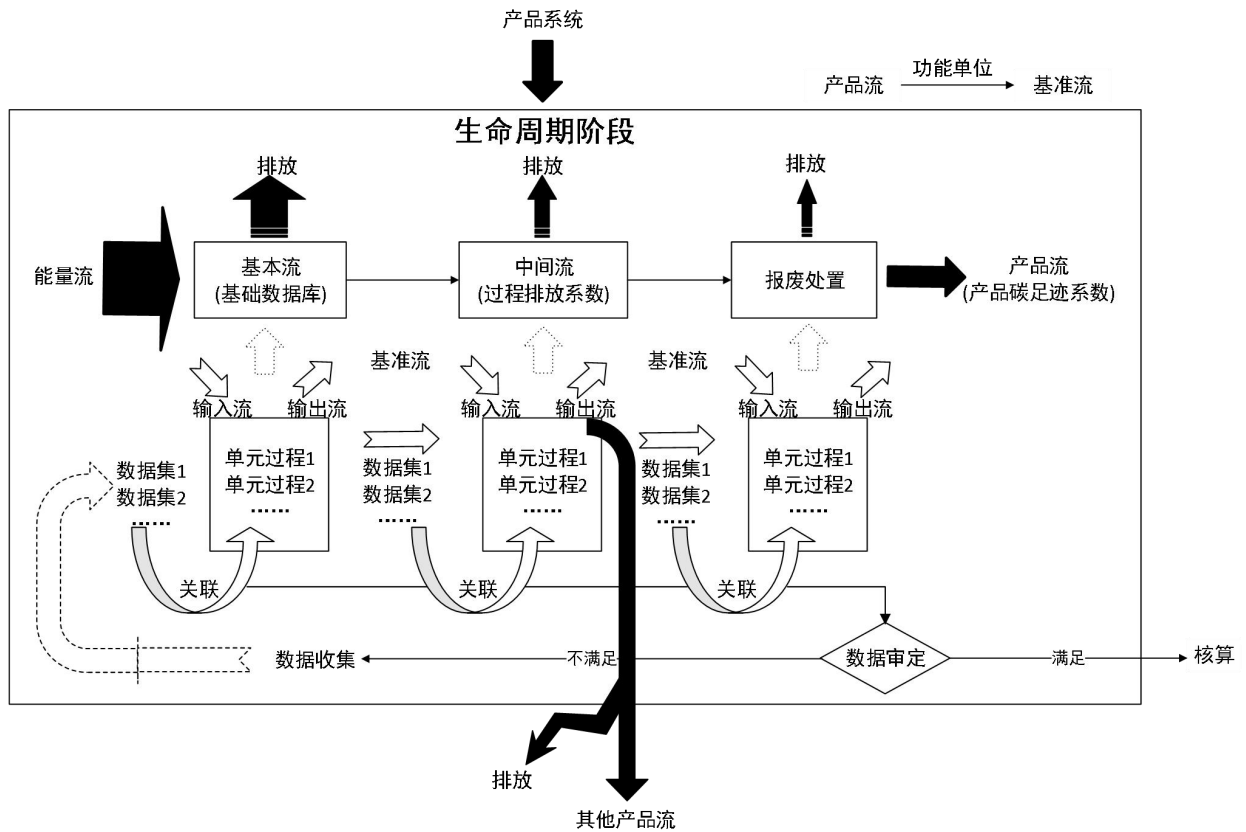 产品系统
功能单位
产品流
基准流
生命周期阶段
排放
排放
排放
能量流
基本流
(基础数据库)
中间流
(过程排放系数)
报废处置
产品流
(产品碳足迹系数)
基准流
基准流
输入流
输出流
输入流
输出流
输入流
输出流
数据集1
数据集2
……
单元过程1
单元过程2
……
数据集1
数据集2
……
单元过程1
单元过程2
……
数据集1
数据集2
……
单元过程1
单元过程2
……
关联
关联
关联
数据收集
不满足
数据审定
满足
核算
排放
其他产品流